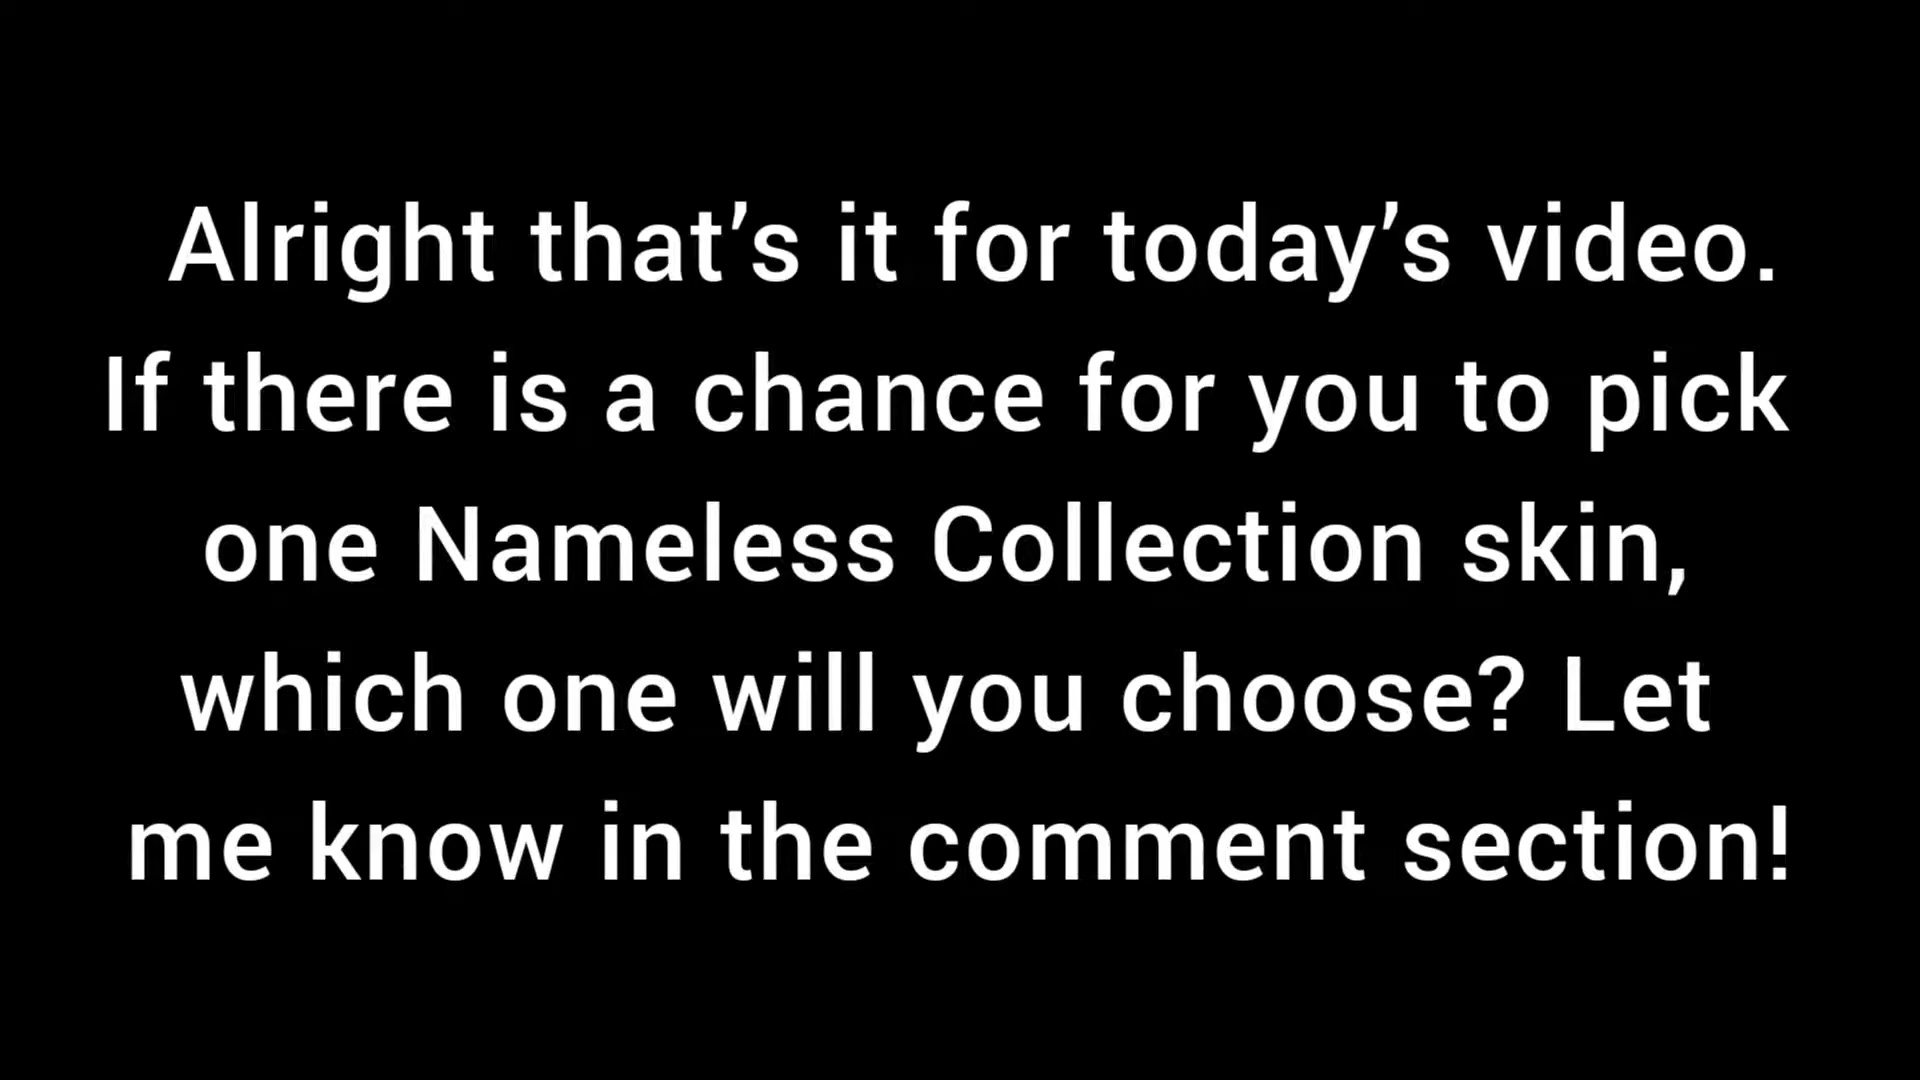 Alright that’s it for today’s video.
If there is a chance for you to pick
one Nameless Collection skin,
which one will you choose? Let
me know in the comment section!